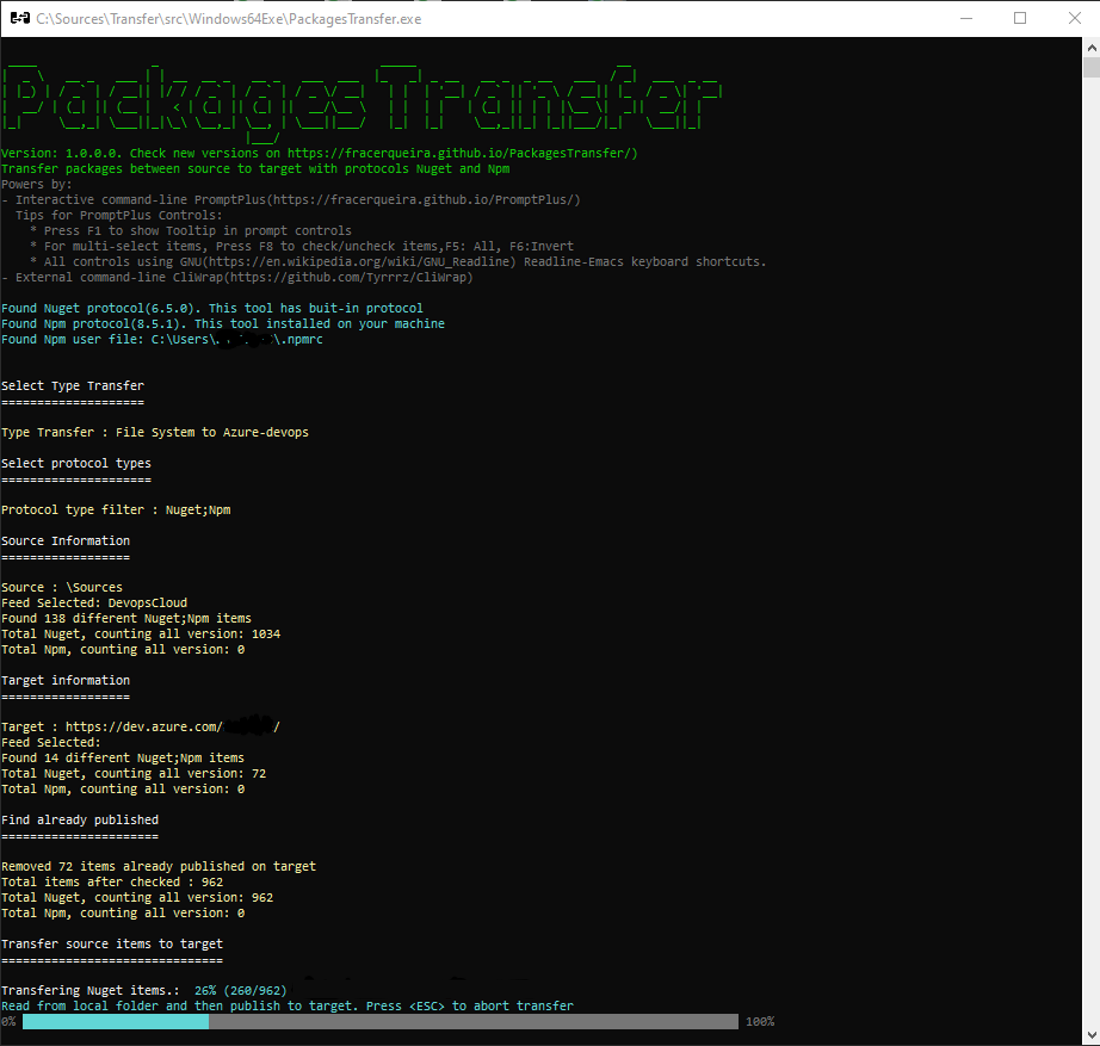 C:\Sources\Transfer\src\Windows64Exe\PackagesTransfer.exe
PackagesTransfer
Version: 1.0.0.0. Check new versions on https://fracerqueira.github.io/PackagesTransfer/)
Transfer packages between source to target with protocols Nuget and Npm
Powers by:
- Interactive command-line PromptPlus(https://fracerqueira.github.io/PromptPlus/)
Tips for PromptPlus Controls:
* Press F1 to show Tooltip in prompt controls
* For multi-select items, Press F8 to check/uncheck items,F5: All, F6:Invert
* All controls using GNU(https://en.wikipedia.org/wiki/GNU_Readline) Readline-Emacs keyboard shortcuts.
- External command-line CliWrap(https://github.com/Tyrrrz/CliWrap)
Found Nuget protocol(6.5.0). This tool has buit-in protocol
Found Npm protocol(8.5.1). This tool installed on your machine
Found Npm user file: C:\Users\ \.npmrc
Select Type Transfer
====================
Type Transfer : File System to Azure-devops
Select protocol types
=====================
Protocol type filter : Nuget;Npm
Source Information
==================
Source : \Sources
Feed Selected: DevopsCloud
Found 138 different Nuget;Npm items
Total Nuget, counting all version: 1034
Total Npm, counting all version: 0
Target information
==================
Target : https://dev.azure.com/ /
Feed Selected:
Found 14 different Nuget;Npm items
Total Nuget, counting all version: 72
Total Npm, counting all version: 0
Find already published
======================
Removed 72 items already published on target
Total items after checked : 962
Total Nuget, counting all version: 962
Total Npm, counting all version: 0
Transfer source items to target
===============================
Transfering Nuget items.: 26% (260/962)
Read from local folder and then publish to target. Press <ESC> to abort transfer
0% 100%